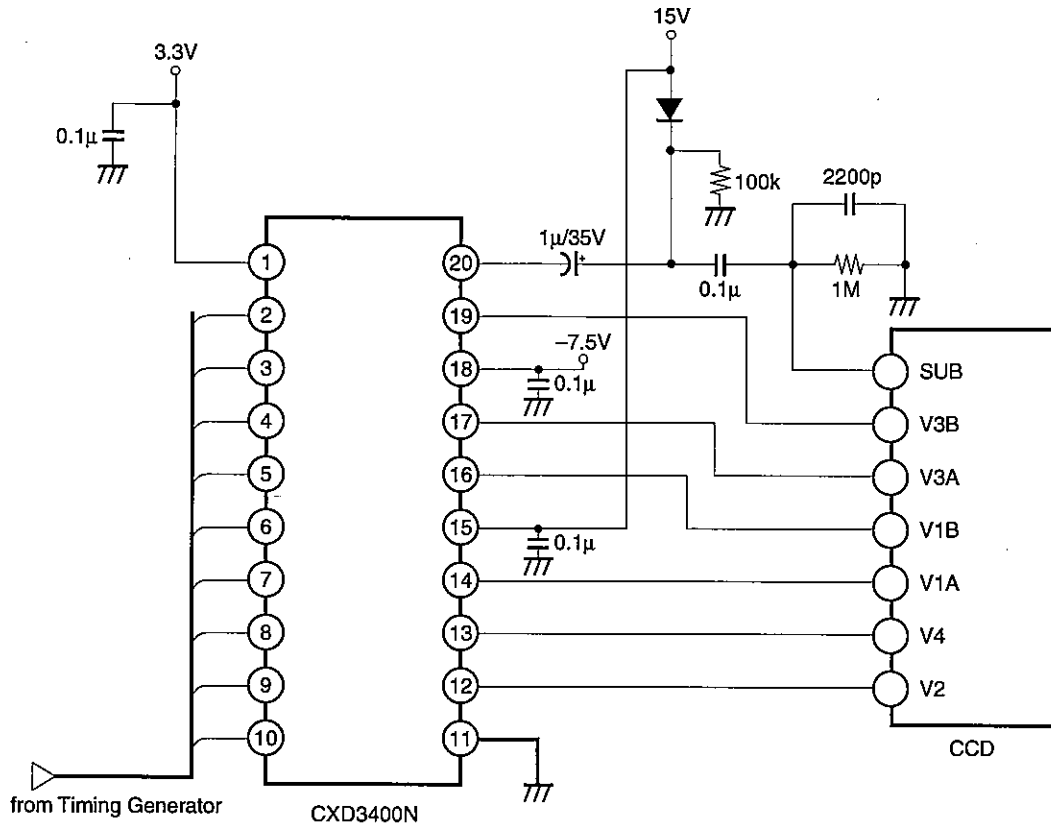 15V
3.3V
0.1μ
100k
2200p
1μ/35V
+
0.1μ
1M
1
20
2
19
–7.5V
3
18
0.1μ
SUB
4
17
V3B
5
16
V3A
6
15
0.1μ
V1B
7
14
V1A
8
13
V4
9
12
V2
10
11
CCD
from Timing Generator
CXD3400N